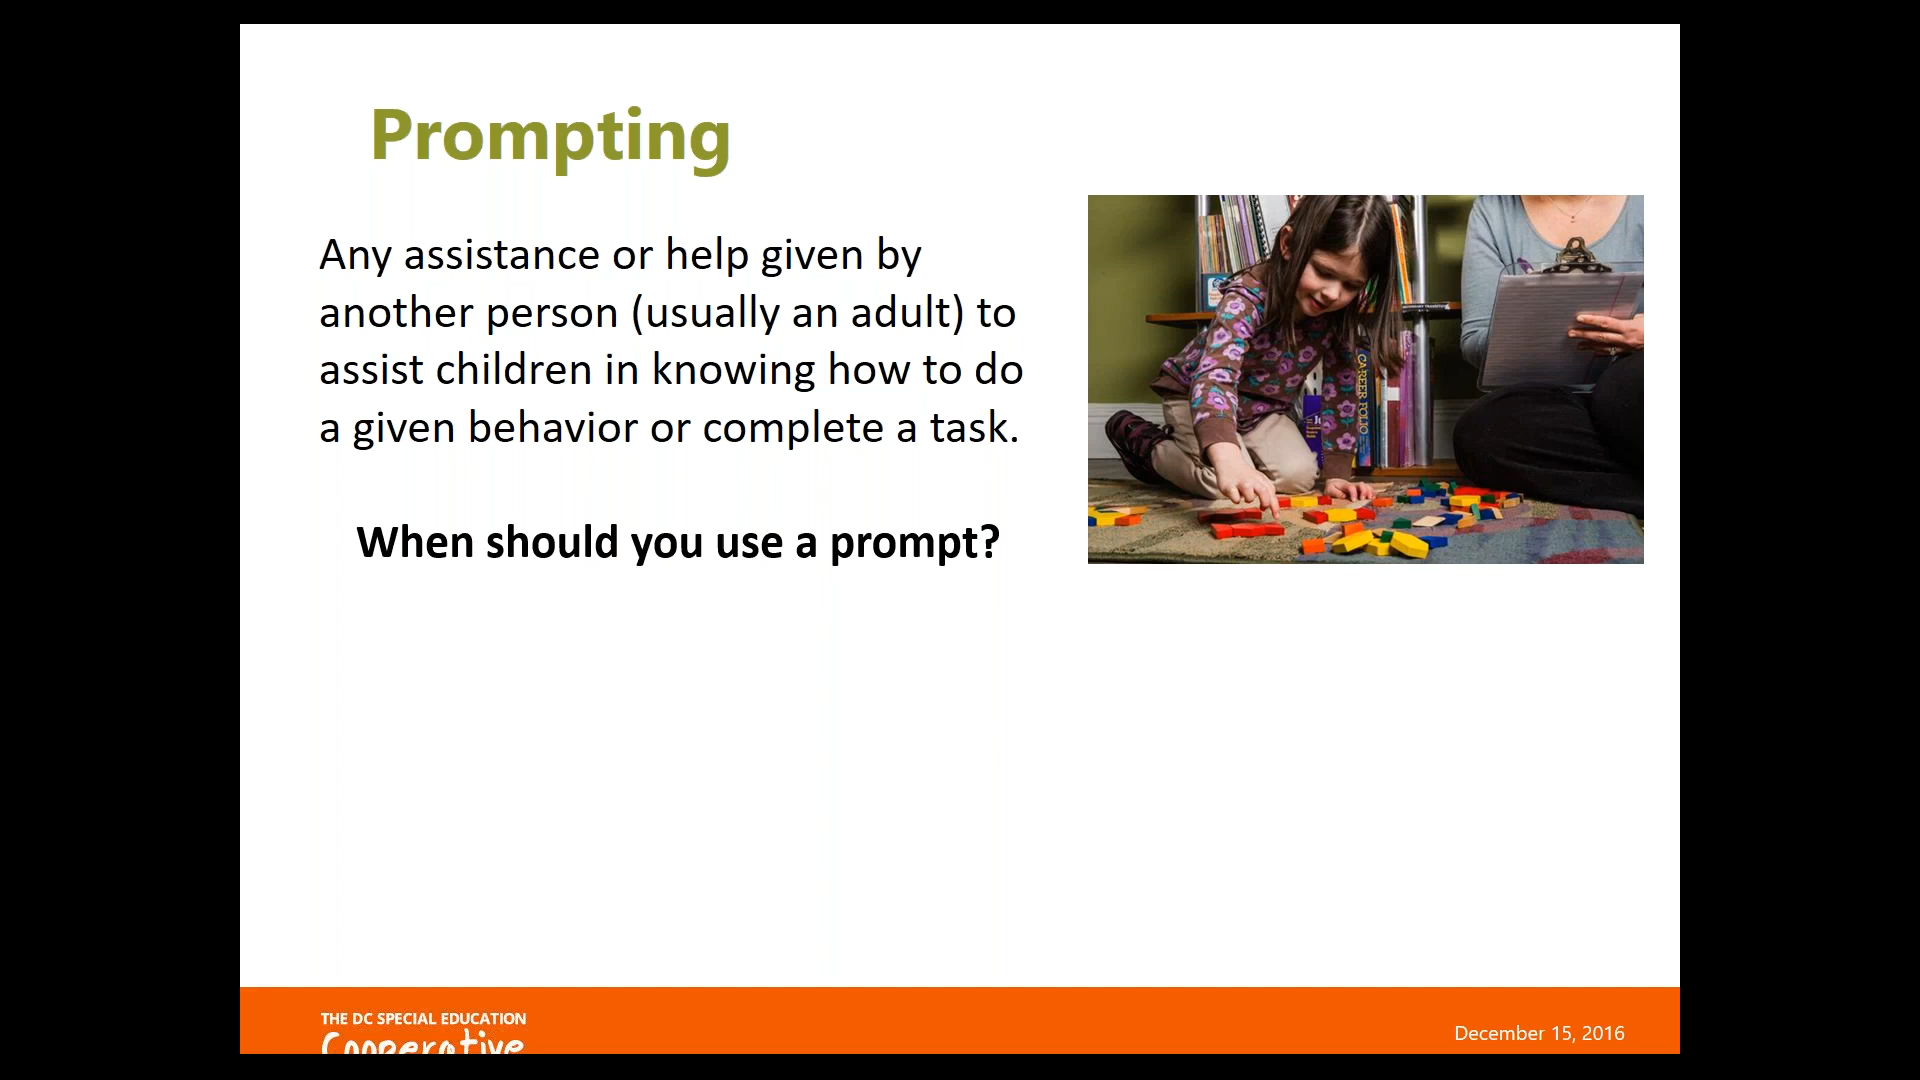 Prompting
Any assistance or help given by
another person (usually an adult) to
assist children in knowing how to do
a given behavior or complete a task.
When should you use a prompt?
CAREER FOLIO
THE DC SPECIAL EDUCATION
Cooperative
December 15, 2016